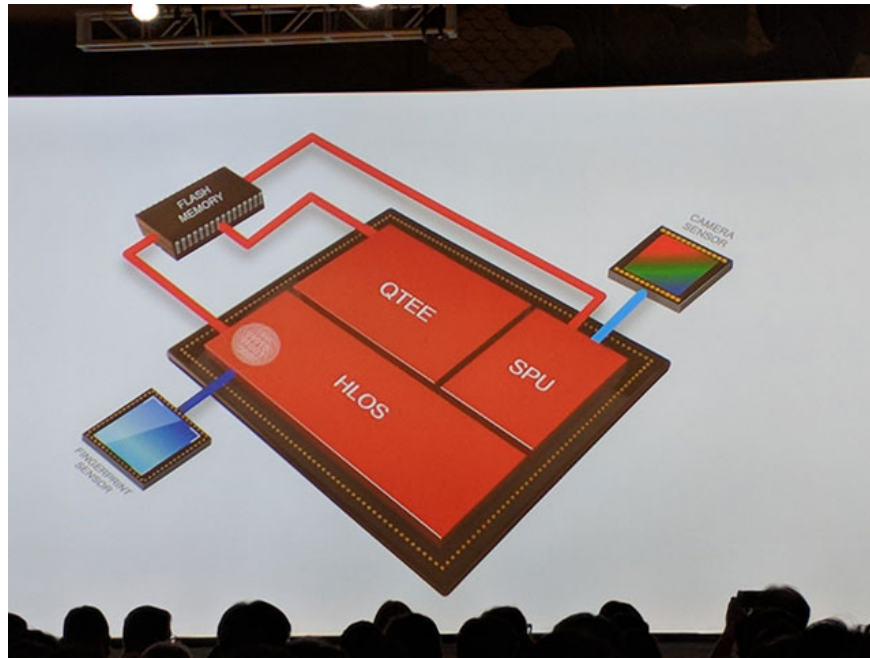 FLASH
MEMORY
CAMERA
SENSOR
QTEE
SPU
HLOS
FINGERPRINT
SENSOR